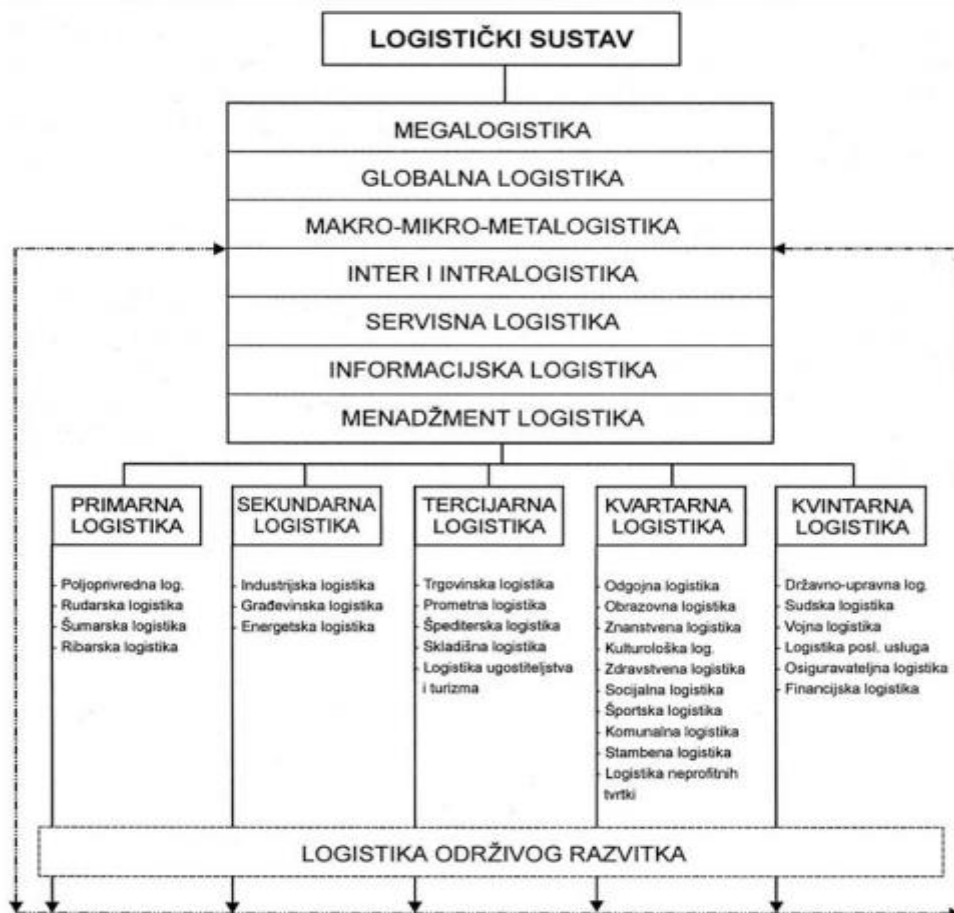 LOGISTIČKI SUSTAV
MEGALOGISTIKA
GLOBALNA LOGISTIKA
MAKRO-MIKRO-METALOGISTIKA
INTER I INTRALOGISTIKA
SERVISNA LOGISTIKA
INFORMACIJSKA LOGISTIKA
MENADŽMENT LOGISTIKA
PRIMARNA
LOGISTIKA
- Poljoprivredna log.
- Rudarska logistika
- Šumarska logistika
- Ribarska logistika
SEKUNDARNA
LOGISTIKA
- Industrijska logistika
- Građevinska logistika
- Energetska logistika
TERCIJARNA
LOGISTIKA
- Trgovinska logistika
- Prometna logistika
- Špediterska logistika
- Skladišna logistika
- Logistika ugostiteljstva
i turizma
KVARTARNA
LOGISTIKA
- Odgojna logistika
- Obrazovna logistika
- Znanstvena logistika
- Kulturološka log.
- Zdravstvena logistika
- Socijalna logistika
- Športska logistika
- Komunalna logistika
- Stambena logistika
- Logistika neprofitnih
tvrtki
KVINTARNA
LOGISTIKA
- Državno-upravna log.
- Sudska logistika
- Vojna logistika
- Logistika posl. usluga
- Osiguravateljna logistika
- Financijska logistika
LOGISTIKA ODRŽIVOG RAZVITKA